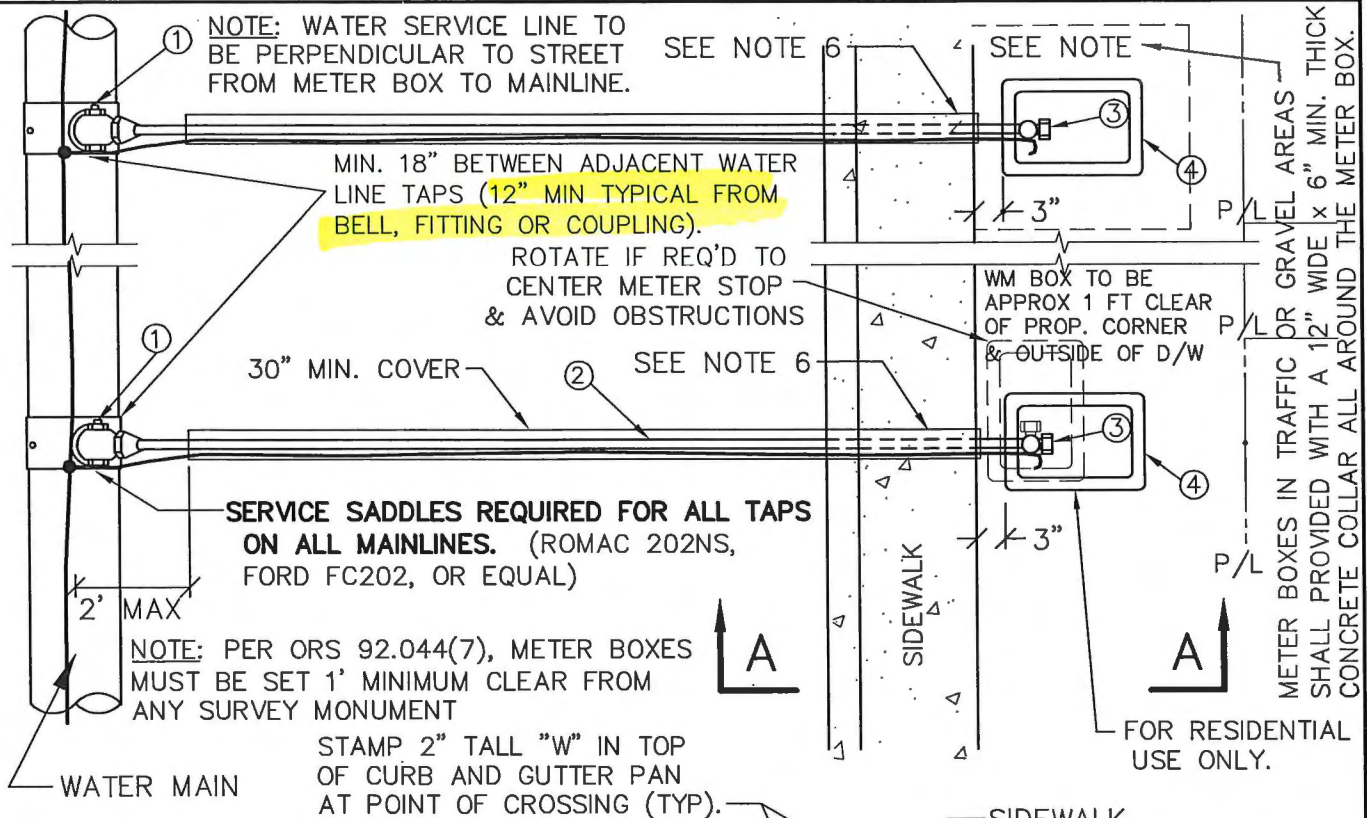 ①
NOTE: WATER SERVICE LINE TO
BE PERPENDICULAR TO STREET
FROM METER BOX TO MAINLINE.
SEE NOTE 6
SEE NOTE
③
④
MIN. 18" BETWEEN ADJACENT WATER
LINE TAPS (12" MIN TYPICAL FROM
BELL, FITTING OR COUPLING).
3"
P/L
ROTATE IF REQ'D TO
CENTER METER STOP
& AVOID OBSTRUCTIONS
WM BOX TO BE
APPROX 1 FT CLEAR
OF PROP. CORNER
& OUTSIDE OF D/W
P/L
①
30" MIN. COVER
②
SEE NOTE 6
③
④
SERVICE SADDLES REQUIRED FOR ALL TAPS
ON ALL MAINLINES. (ROMAC 202NS,
FORD FC202, OR EQUAL)
3"
P/L
2' MAX
SIDEWALK
NOTE: PER ORS 92.044(7), METER BOXES
MUST BE SET 1' MINIMUM CLEAR FROM
ANY SURVEY MONUMENT
A
A
METER BOXES IN TRAFFIC OR GRAVEL AREAS
SHALL PROVIDED WITH A 12" WIDE x 6" MIN. THICK
CONCRETE COLLAR ALL AROUND THE METER BOX.
FOR RESIDENTIAL
USE ONLY.
WATER MAIN
STAMP 2" TALL "W" IN TOP
OF CURB AND GUTTER PAN
AT POINT OF CROSSING (TYP).
SIDEWALK